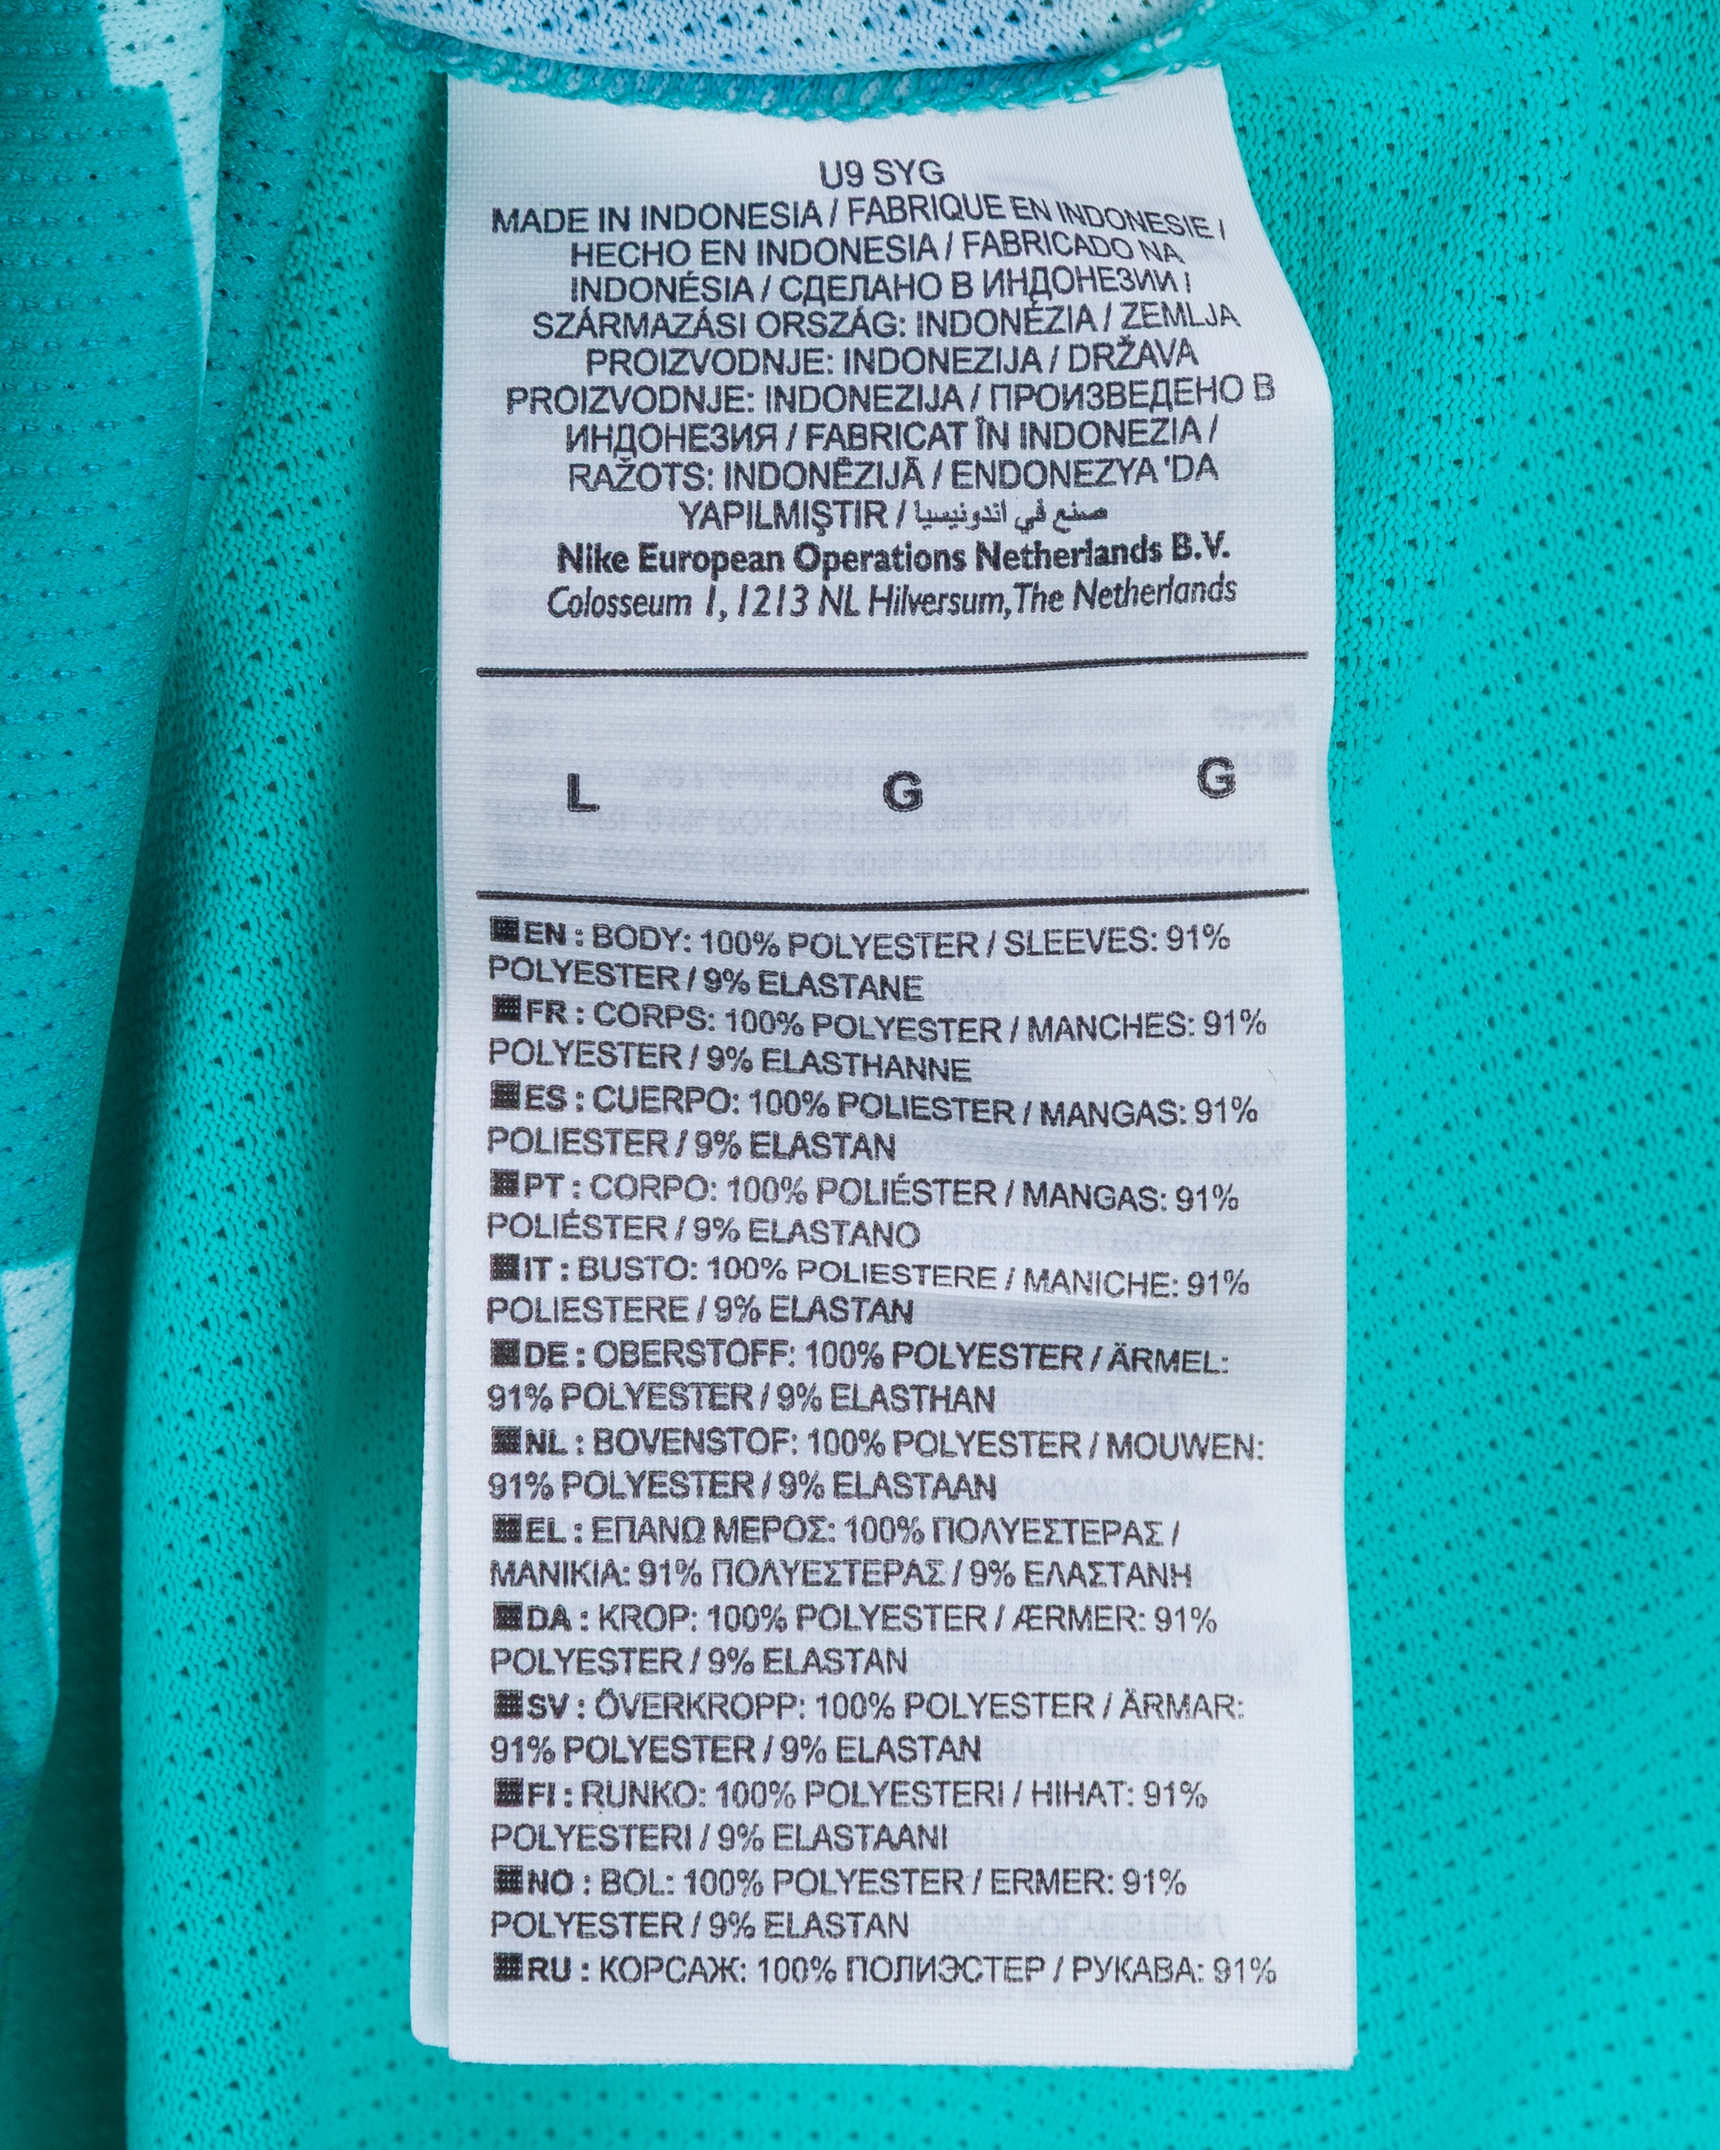 U9 SYG
MADE IN INDONESIA / FABRIQUE EN INDONESIE /
HECHO EN INDONESIA / FABRICADO NA
INDONÉSIA / СДЕЛАНО В ИНДОНЕЗИИ /
SZÁRMAZÁSI ORSZÁG: INDONÉZIA / ZEMLJA
PROIZVODNJE: INDONEZIJA / DRŽAVA
PROIZVODNJE: INDONEZIJA / ПРОИЗВЕДЕНО В
ИНДОНЕЗИЯ / FABRICAT ÎN INDONEZIA /
RAŽOTS: INDONĒZIJĀ / ENDONEZYA 'DA
YAPILMIŞTIR / صنع في اندونيسيا
Nike European Operations Netherlands B.V.
Colosseum 1, 1213 NL Hilversum, The Netherlands
L G G
EN : BODY: 100% POLYESTER / SLEEVES: 91%
POLYESTER / 9% ELASTANE
FR : CORPS: 100% POLYESTER / MANCHES: 91%
POLYESTER / 9% ELASTHANNE
ES : CUERPO: 100% POLIESTER / MANGAS: 91%
POLIESTER / 9% ELASTAN
PT : CORPO: 100% POLIÉSTER / MANGAS: 91%
POLIÉSTER / 9% ELASTANO
IT : BUSTO: 100% POLIESTERE / MANICHE: 91%
POLIESTERE / 9% ELASTAN
DE : OBERSTOFF: 100% POLYESTER / ÄRMEL:
91% POLYESTER / 9% ELASTHAN
NL : BOVENSTOF: 100% POLYESTER / MOUWEN:
91% POLYESTER / 9% ELASTAAN
EL : ΕΠΑΝΩ ΜΕΡΟΣ: 100% ΠΟΛΥΕΣΤΕΡΑΣ /
ΜΑΝΙΚΙΑ: 91% ΠΟΛΥΕΣΤΕΡΑΣ / 9% ΕΛΑΣΤΑΝΗ
DA : KROP: 100% POLYESTER / ÆRMER: 91%
POLYESTER / 9% ELASTAN
SV : ÖVERKROPP: 100% POLYESTER / ÄRMAR:
91% POLYESTER / 9% ELASTAN
FI : RUNKO: 100% POLYESTERI / HIHAT: 91%
POLYESTERI / 9% ELASTAANI
NO : BOL: 100% POLYESTER / ERMER: 91%
POLYESTER / 9% ELASTAN
RU : КОРСАЖ: 100% ПОЛИЭСТЕР / РУКАВА: 91%